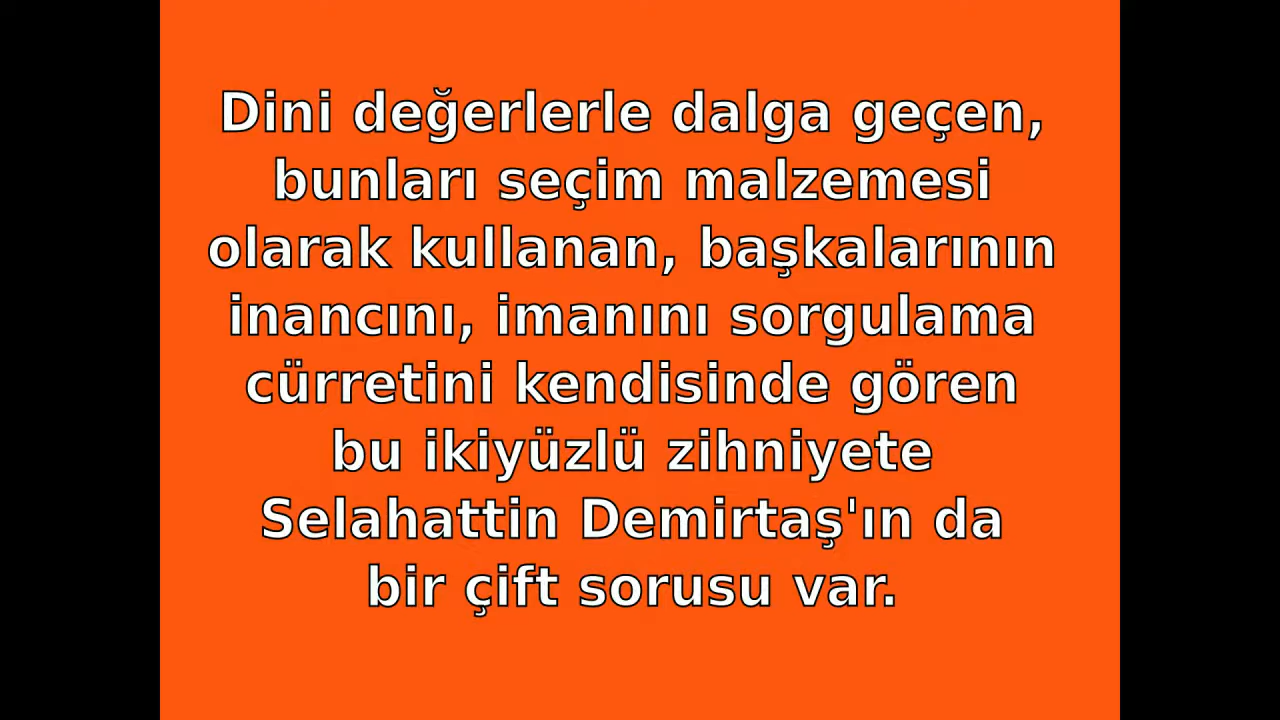 Dini değerlerle dalga geçen,
bunları seçim malzemesi
olarak kullanan, başkalarının
inancını, imanını sorgulama
cürretini kendisinde gören
bu ikiyüzlü zihniyete
Selahattin Demirtaş'ın da
bir çift sorusu var.